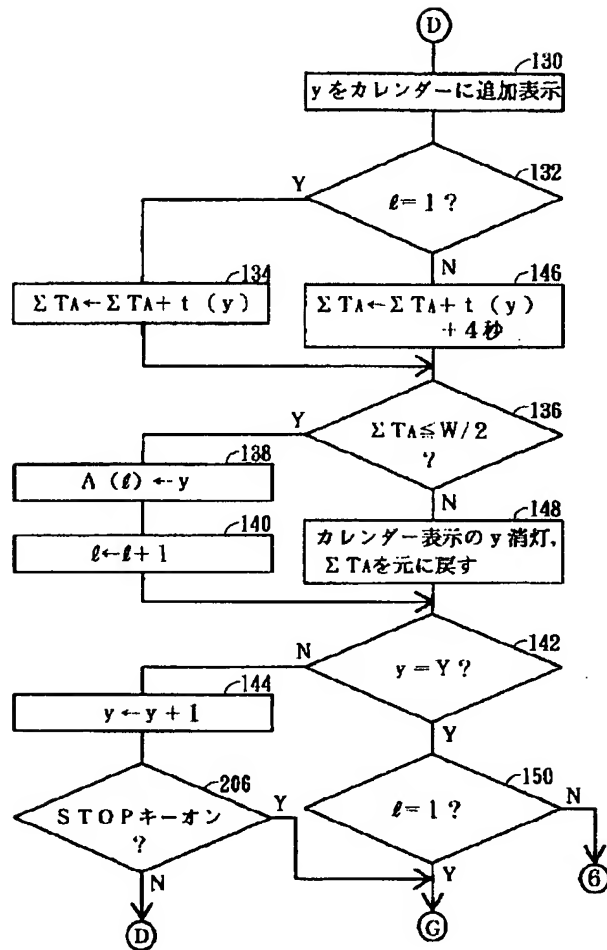 D
130
yをカレンダーに追加表示
132
Y
ℓ=1?
N
134
ΣTA←ΣTA+t(y)
146
ΣTA←ΣTA+t(y)
+4秒
136
Y
ΣTA≦W/2
?
N
138
A(ℓ)←y
140
ℓ←ℓ+1
148
カレンダー表示のy消灯,
ΣTAを元に戻す
142
N
y=Y?
Y
144
y←y+1
206
STOPキーオン
?
Y
N
D
150
ℓ=1?
N
Y
6
G